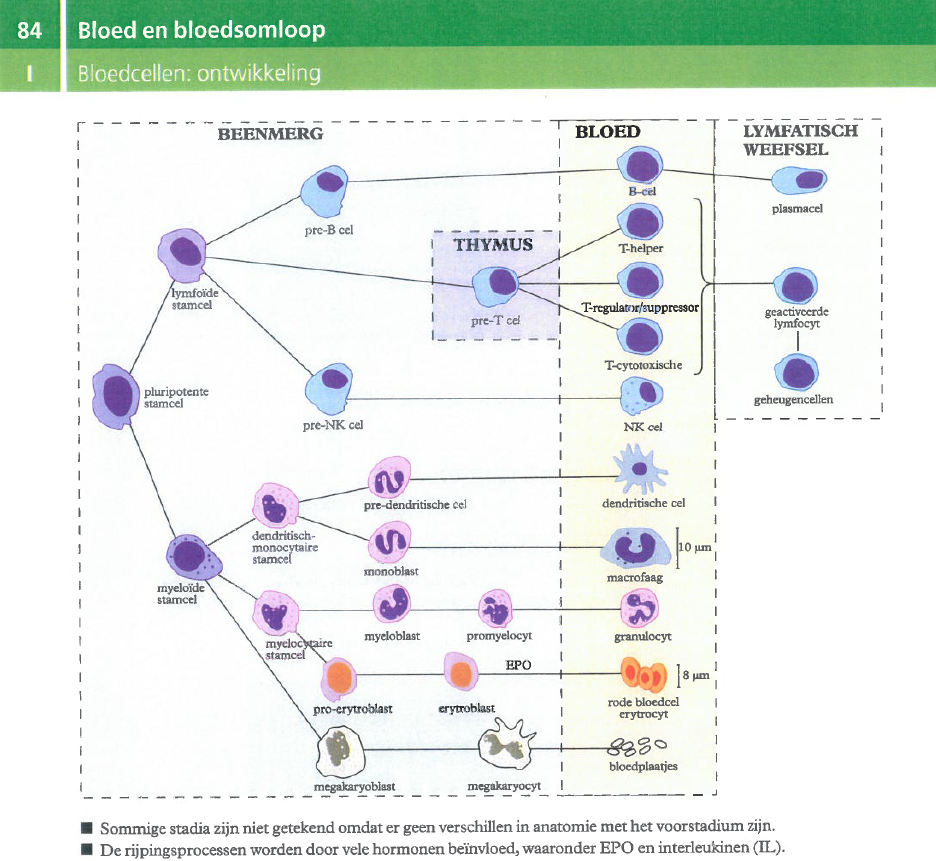 84 Bloed en bloedsomloop
I Bloedcellen: ontwikkeling
BEENMERG
BLOED
LYMFATISCH
WEEFSEL
B-cel
plasmacel
pre-B cel
THYMUS
T-helper
lymfoïde
stamcel
pre-T cel
T-regulator/suppressor
geactiveerde
lymfocyt
T-cytotoxische
pluripotente
stamcel
geheugencellen
pre-NK cel
NK cel
pre-dendritische cel
dendritische cel
dendritisch-
monocytaire
stamcel
monoblast
10 µm
macrofaag
myeloïde
stamcel
myeloblast
promyelocyt
granulocyt
myelocytaire
stamcel
EPO
8 µm
pro-erytroblast
erytroblast
rode bloedcel
erytrocyt
bloedplaatjes
megakaryoblast
megakaryocyt
■ Sommige stadia zijn niet getekend omdat er geen verschillen in anatomie met het voorstadium zijn.
■ De rijpingsprocessen worden door vele hormonen beïnvloed, waaronder EPO en interleukinen (IL).